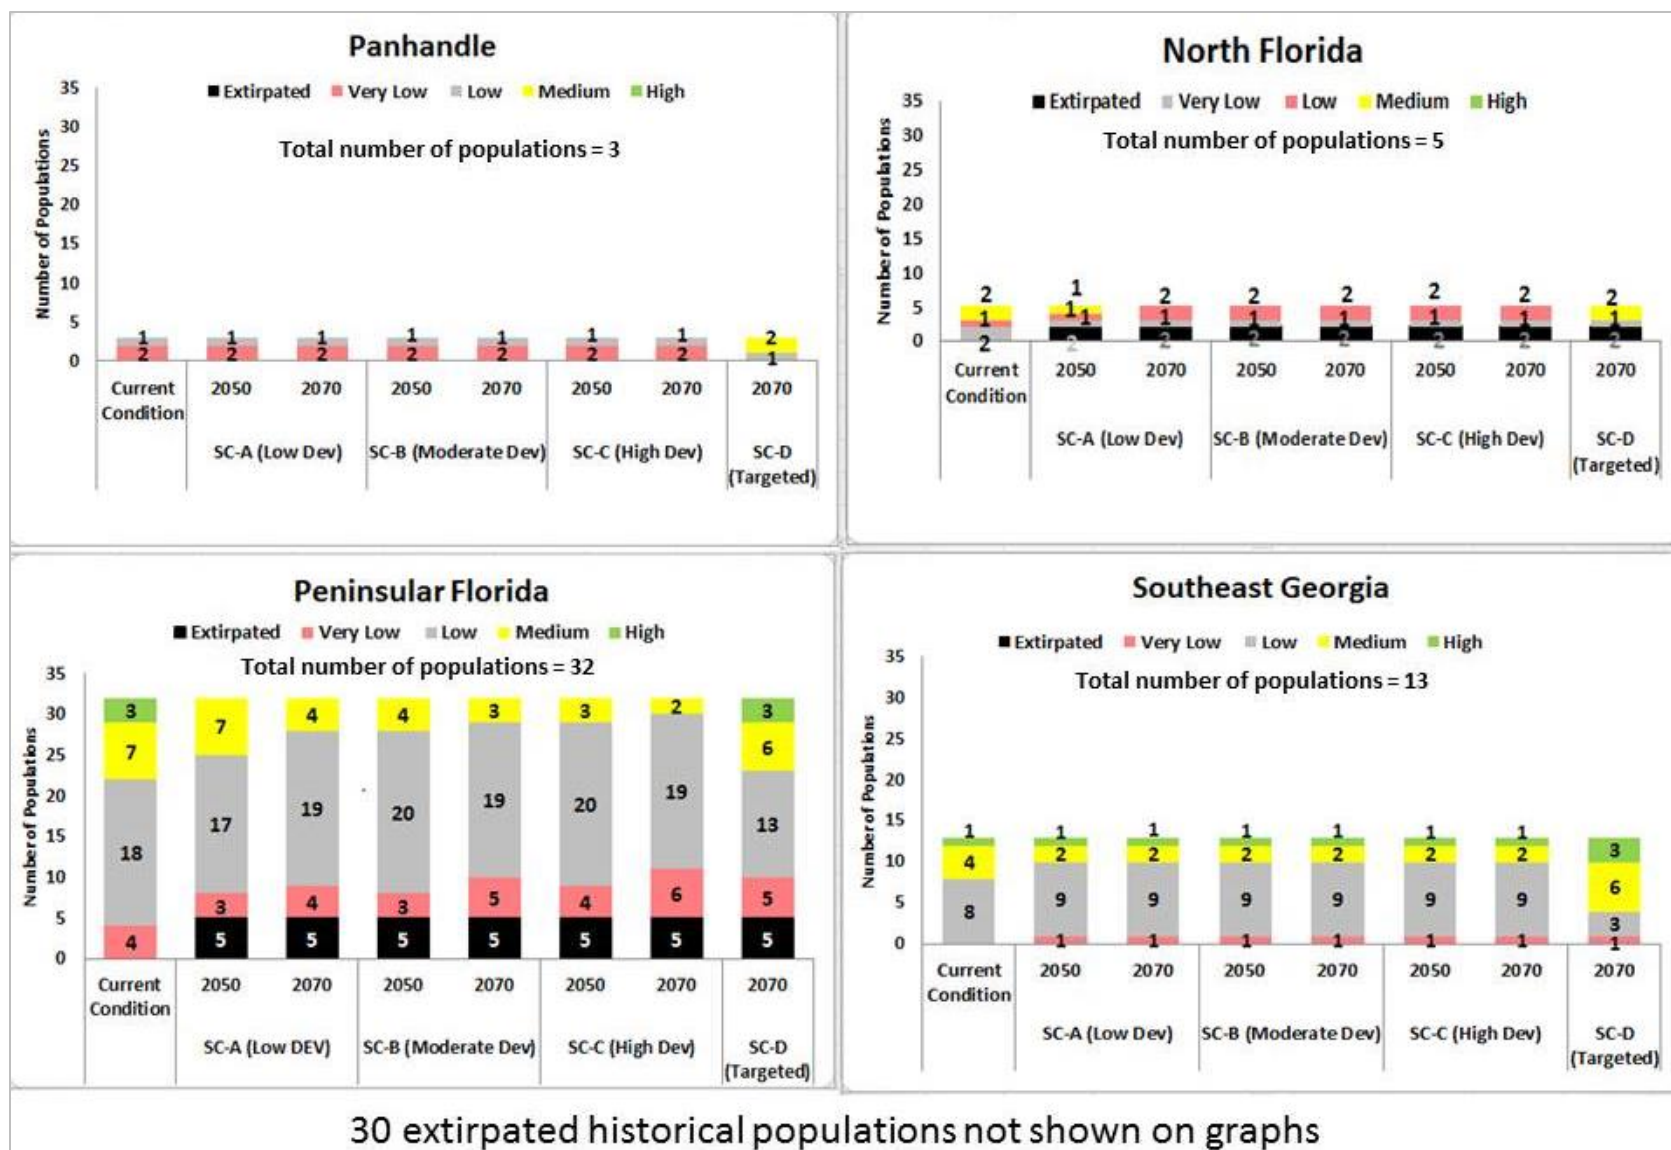 Panhandle
Extirpated Very Low Low Medium High
Total number of populations = 3
Number of Populations
35
30
25
20
15
10
5
0
1 1 1 1 1 1 1 2
2 2 2 2 2 2 2 1
Current Condition 2050 2070 2050 2070 2050 2070 2070
SC-A (Low Dev) SC-B (Moderate Dev) SC-C (High Dev) SC-D (Targeted)
North Florida
Extirpated Very Low Low Medium High
Total number of populations = 5
Number of Populations
35
30
25
20
15
10
5
0
2 1 2 2 2 2 2 2
1 1 1 1 1 1 1 1 1
2 2 2 2 2 2 2 2
Current Condition 2050 2070 2050 2070 2050 2070 2070
SC-A (Low Dev) SC-B (Moderate Dev) SC-C (High Dev) SC-D (Targeted)
Peninsular Florida
Extirpated Very Low Low Medium High
Total number of populations = 32
Number of Populations
35
30
25
20
15
10
5
0
3 3
7 7 4 4 3 3 2 6
18 17 19 20 19 20 19 13
4 3 4 3 5 4 6 5
5 5 5 5 5 5 5
Current Condition 2050 2070 2050 2070 2050 2070 2070
SC-A (Low DEV) SC-B (Moderate Dev) SC-C (High Dev) SC-D (Targeted)
Southeast Georgia
Extirpated Very Low Low Medium High
Total number of populations = 13
Number of Populations
35
30
25
20
15
10
5
0
1 1 1 1 1 1 1 3
4 2 2 2 2 2 2 6
8 9 9 9 9 9 9 3
1 1 1 1 1 1 1
Current Condition 2050 2070 2050 2070 2050 2070 2070
SC-A (Low Dev) SC-B (Moderate Dev) SC-C (High Dev) SC-D (Targeted)
30 extirpated historical populations not shown on graphs